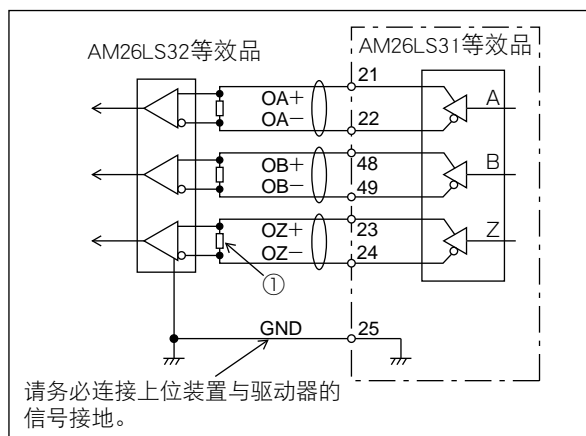 AM26LS32等效品
AM26LS31等效品
21
OA+
OA−
22
A
48
OB+
OB−
49
B
OZ+
23
OZ−
24
Z
①
GND
25
请务必连接上位装置与驱动器的
信号接地。